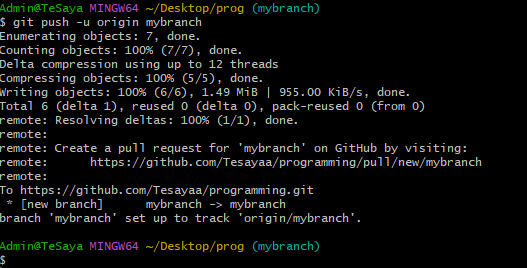 Admin@TeSaya MINGW64 ~/Desktop/prog (mybranch)
$ git push -u origin mybranch
Enumerating objects: 7, done.
Counting objects: 100% (7/7), done.
Delta compression using up to 12 threads
Compressing objects: 100% (5/5), done.
Writing objects: 100% (6/6), 1.49 MiB | 955.00 KiB/s, done.
Total 6 (delta 1), reused 0 (delta 0), pack-reused 0 (from 0)
remote: Resolving deltas: 100% (1/1), done.
remote:
remote: Create a pull request for 'mybranch' on GitHub by visiting:
remote:      https://github.com/Tesayaa/programming/pull/new/mybranch
remote:
To https://github.com/Tesayaa/programming.git
 * [new branch]      mybranch -> mybranch
branch 'mybranch' set up to track 'origin/mybranch'.
Admin@TeSaya MINGW64 ~/Desktop/prog (mybranch)
$